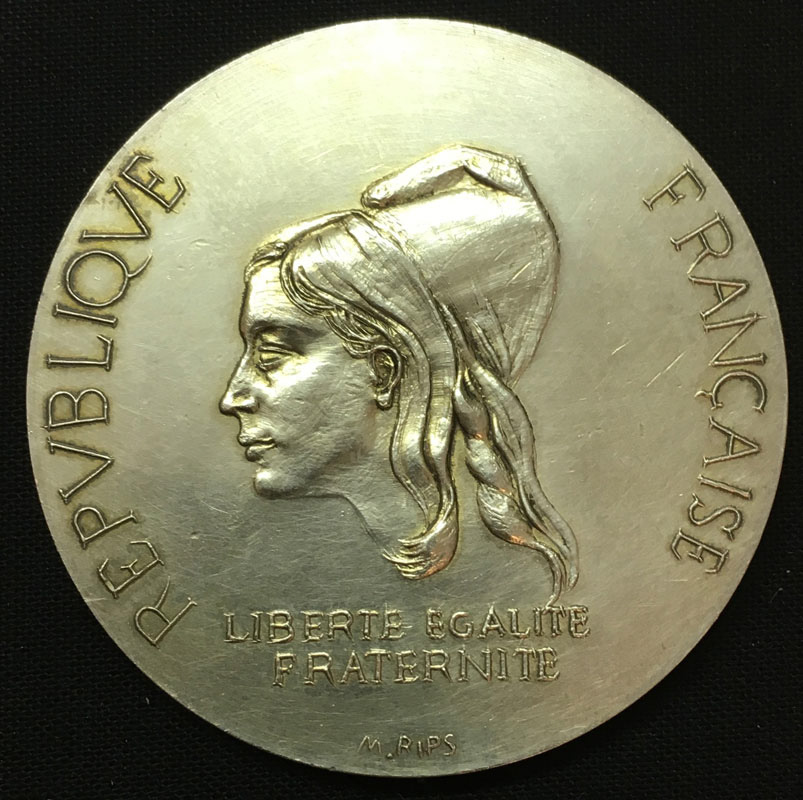 REPVBLIQVE FRANÇAISE
LIBERTE EGALITE
FRATERNITE
M.RIPS